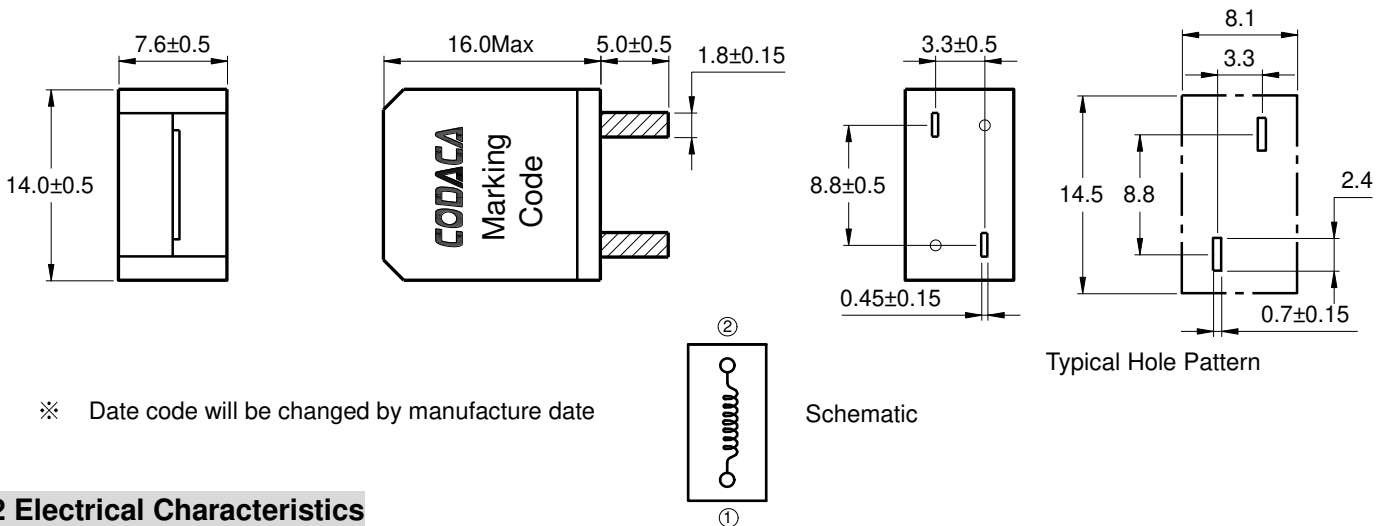 7.6±0.5
14.0±0.5
16.0Max
5.0±0.5
1.8±0.15
CODACA
Marking
Code
3.3±0.5
8.8±0.5
0.45±0.15
8.1
3.3
14.5
8.8
2.4
0.7±0.15
Typical Hole Pattern
※ Date code will be changed by manufacture date
②
①
Schematic
2 Electrical Characteristics